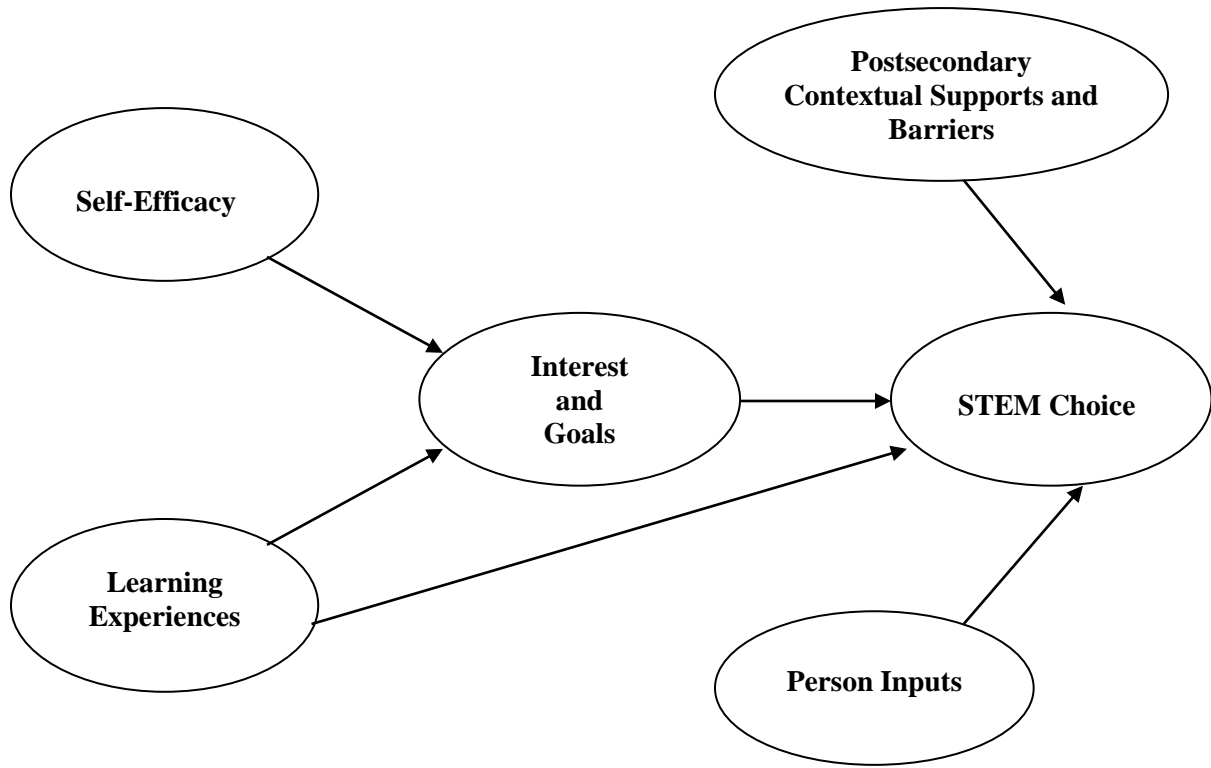 Postsecondary
Contextual Supports and
Barriers
Self-Efficacy
Interest
and
Goals
STEM Choice
Learning
Experiences
Person Inputs